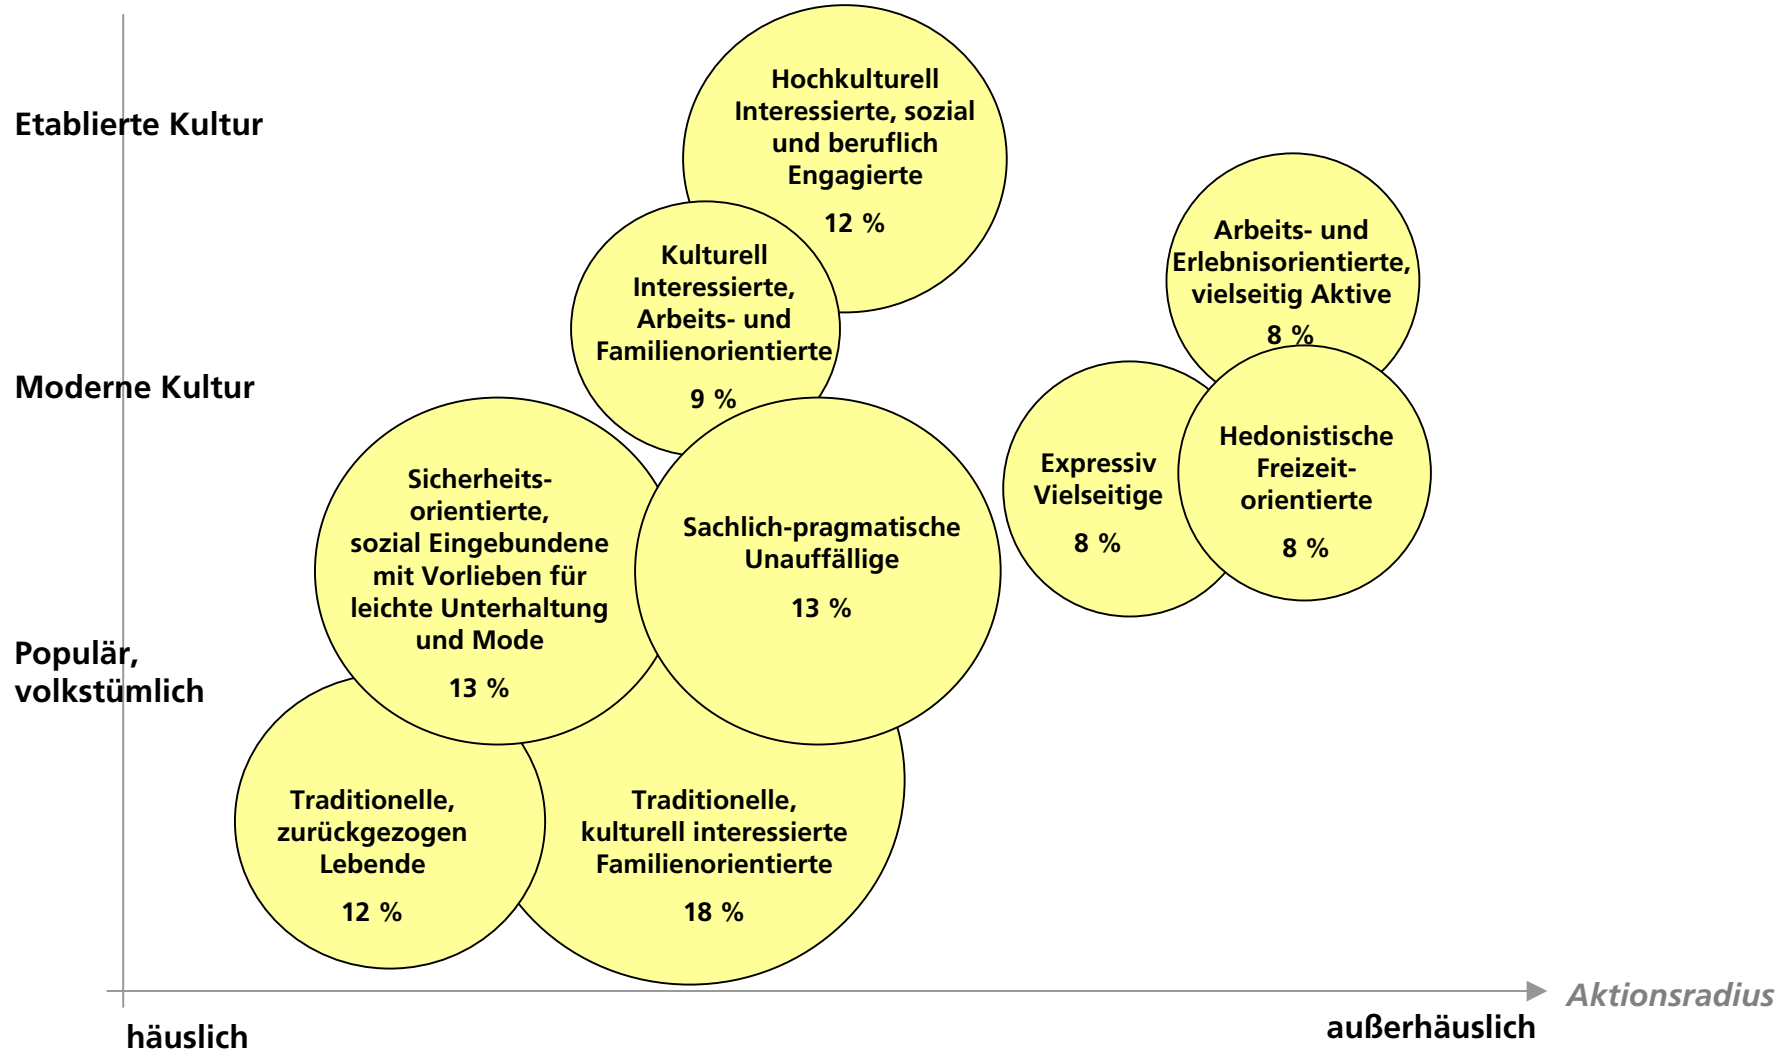 Etablierte Kultur
Moderne Kultur
Populär,
volkstümlich
Hochkulturell
Interessierte, sozial
und beruflich
Engagierte
12 %
Kulturell
Interessierte,
Arbeits- und
Familienorientierte
9 %
Arbeits- und
Erlebnisorientierte,
vielseitig Aktive
8 %
Sicherheits-
orientierte,
sozial Eingebundene
mit Vorlieben für
leichte Unterhaltung
und Mode
13 %
Sachlich-pragmatische
Unauffällige
13 %
Expressiv
Vielseitige
8 %
Hedonistische
Freizeit-
orientierte
8 %
Traditionelle,
zurückgezogen
Lebende
12 %
Traditionelle,
kulturell interessierte
Familienorientierte
18 %
Aktionsradius
häuslich
außerhäuslich